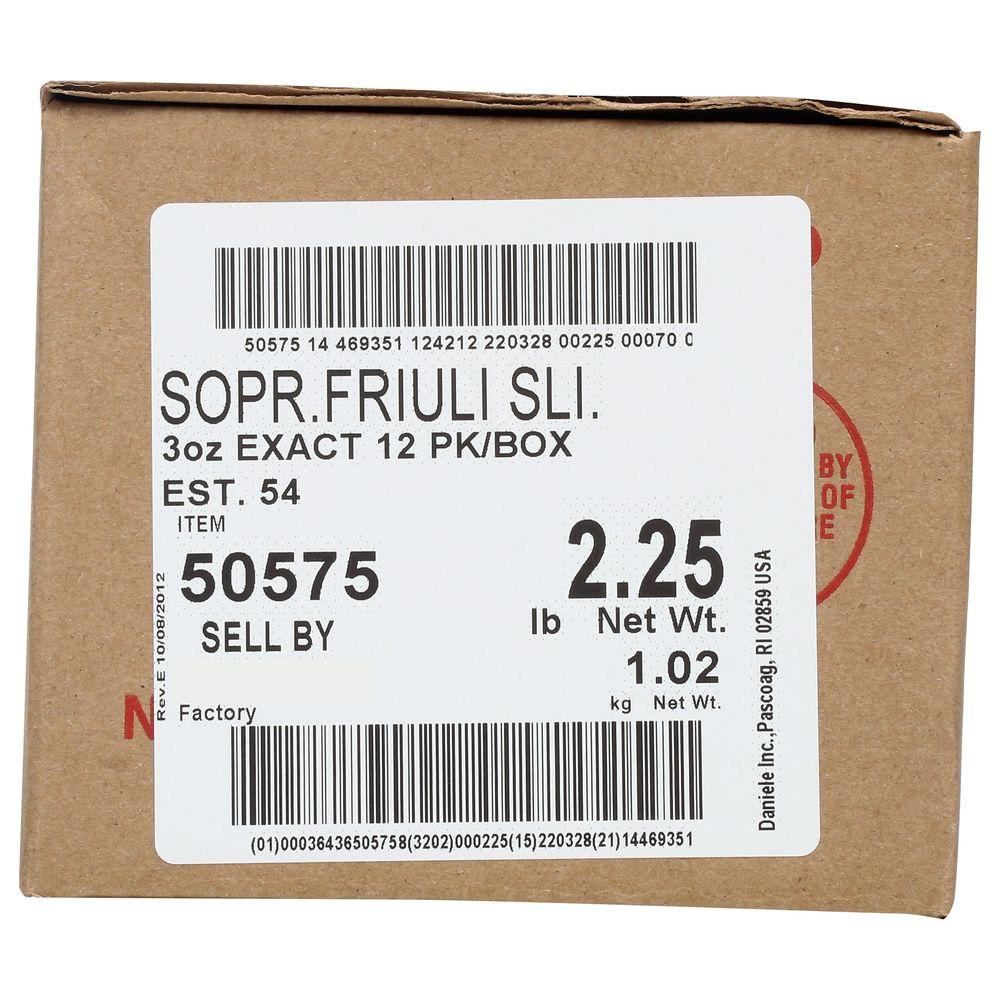 50575 14 469351 124212 220328 00225 00070 0
SOPR.FRIULI SLI.
3oz EXACT 12 PK/BOX
EST. 54
ITEM
50575
SELL BY
2.25
lb Net Wt.
1.02
kg Net Wt.
Factory
(01)00036436505758(3202)000225(15)220328(21)14469351
Rev.E 10/08/2012
Daniele Inc.,Pascoag, RI 02859 USA
BY
OF